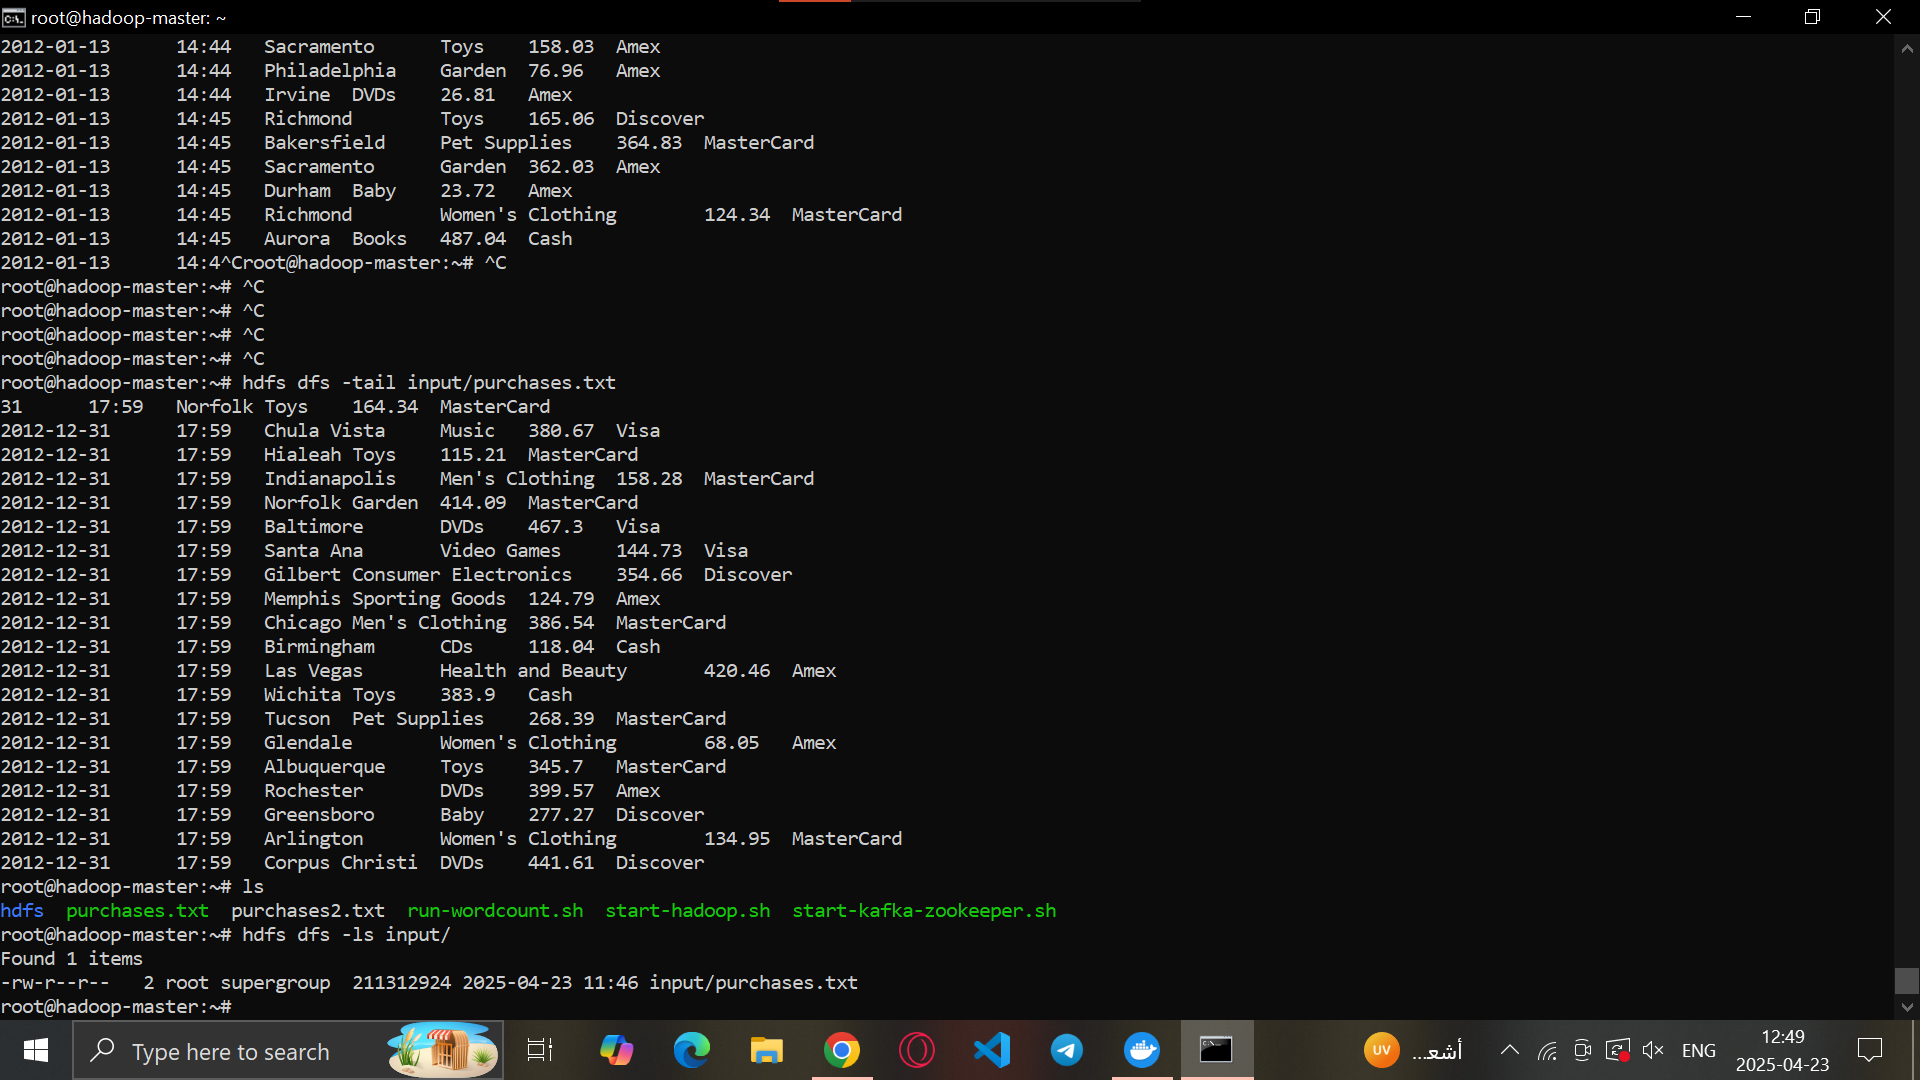 root@hadoop-master: ~
2012-01-13      14:44   Sacramento      Toys    158.03  Amex
2012-01-13      14:44   Philadelphia    Garden  76.96   Amex
2012-01-13      14:44   Irvine  DVDs    26.81   Amex
2012-01-13      14:45   Richmond        Toys    165.06  Discover
2012-01-13      14:45   Bakersfield     Pet Supplies    364.83  MasterCard
2012-01-13      14:45   Sacramento      Garden  362.03  Amex
2012-01-13      14:45   Durham  Baby    23.72   Amex
2012-01-13      14:45   Richmond        Women's Clothing        124.34  MasterCard
2012-01-13      14:45   Aurora  Books   487.04  Cash
2012-01-13      14:4^Croot@hadoop-master:~# ^C
root@hadoop-master:~# ^C
root@hadoop-master:~# ^C
root@hadoop-master:~# ^C
root@hadoop-master:~# ^C
root@hadoop-master:~# hdfs dfs -tail input/purchases.txt
31      17:59   Norfolk Toys    164.34  MasterCard
2012-12-31      17:59   Chula Vista     Music   380.67  Visa
2012-12-31      17:59   Hialeah Toys    115.21  MasterCard
2012-12-31      17:59   Indianapolis    Men's Clothing  158.28  MasterCard
2012-12-31      17:59   Norfolk Garden  414.09  MasterCard
2012-12-31      17:59   Baltimore       DVDs    467.3   Visa
2012-12-31      17:59   Santa Ana       Video Games     144.73  Visa
2012-12-31      17:59   Gilbert Consumer Electronics    354.66  Discover
2012-12-31      17:59   Memphis Sporting Goods  124.79  Amex
2012-12-31      17:59   Chicago Men's Clothing  386.54  MasterCard
2012-12-31      17:59   Birmingham      CDs     118.04  Cash
2012-12-31      17:59   Las Vegas       Health and Beauty       420.46  Amex
2012-12-31      17:59   Wichita Toys    383.9   Cash
2012-12-31      17:59   Tucson  Pet Supplies    268.39  MasterCard
2012-12-31      17:59   Glendale        Women's Clothing        68.05   Amex
2012-12-31      17:59   Albuquerque     Toys    345.7   MasterCard
2012-12-31      17:59   Rochester       DVDs    399.57  Amex
2012-12-31      17:59   Greensboro      Baby    277.27  Discover
2012-12-31      17:59   Arlington       Women's Clothing        134.95  MasterCard
2012-12-31      17:59   Corpus Christi  DVDs    441.61  Discover
root@hadoop-master:~# ls
hdfs  purchases.txt  purchases2.txt  run-wordcount.sh  start-hadoop.sh  start-kafka-zookeeper.sh
root@hadoop-master:~# hdfs dfs -ls input/
Found 1 items
-rw-r--r--   2 root supergroup  211312924 2025-04-23 11:46 input/purchases.txt
root@hadoop-master:~#
Type here to search
UV
أشعـ...
ENG
12:49
2025-04-23